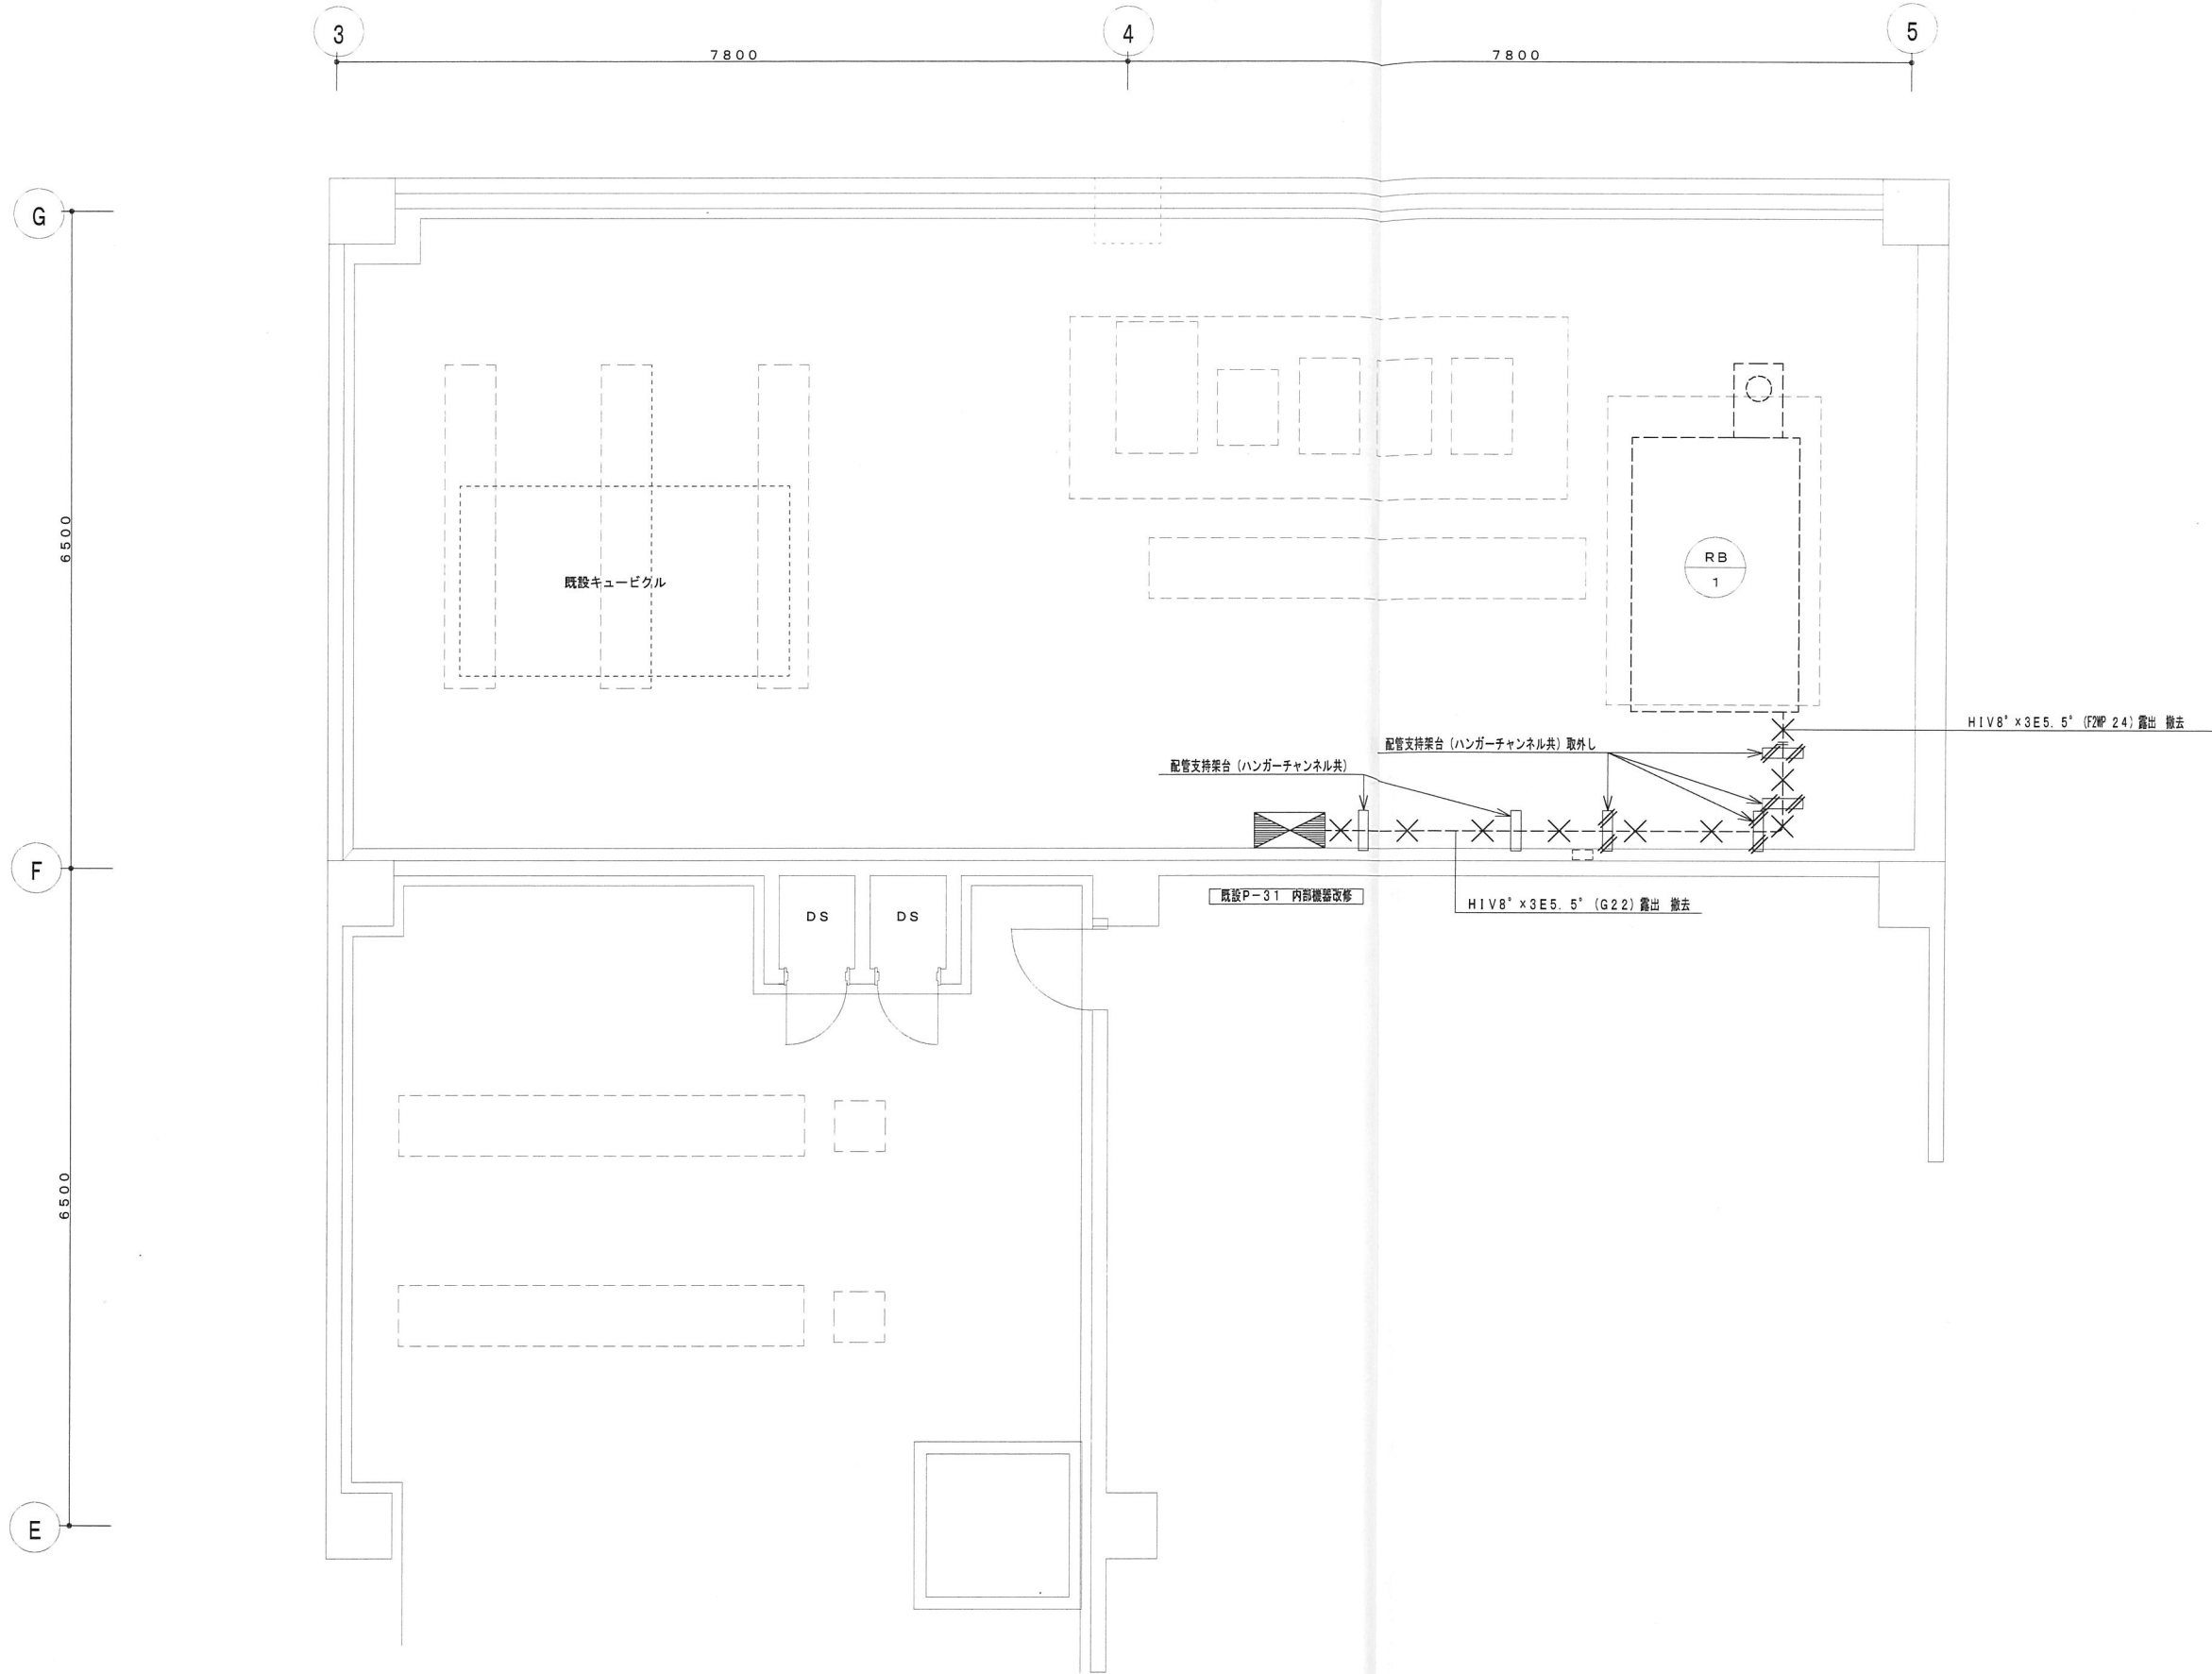 3
4
5
7800
7800
G
6500
既設キュービクル
RB
1
HIV8°×3E5.5°(F2WP 24)露出 撤去
配管支持架台(ハンガーチャンネル共)取外し
配管支持架台(ハンガーチャンネル共)
F
既設P-31 内部機器改修
HIV8°×3E5.5°(G22)露出 撤去
DS
DS
6500
E